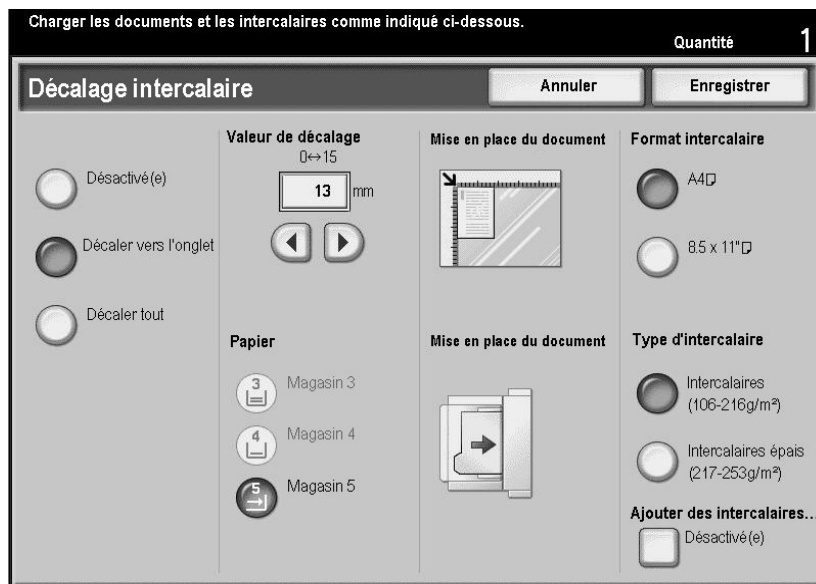 Charger les documents et les intercalaires comme indiqué ci-dessous.
Quantité 1
Décalage intercalaire
Annuler
Enregistrer
Désactivé(e)
Décaler vers l'onglet
Décaler tout
Valeur de décalage
0↔15
13 mm
Papier
3 Magasin 3
4 Magasin 4
5 Magasin 5
Mise en place du document
Mise en place du document
Format intercalaire
A4
8.5 x 11"
Type d'intercalaire
Intercalaires
(106-216g/m²)
Intercalaires épais
(217-253g/m²)
Ajouter des intercalaires...
Désactivé(e)